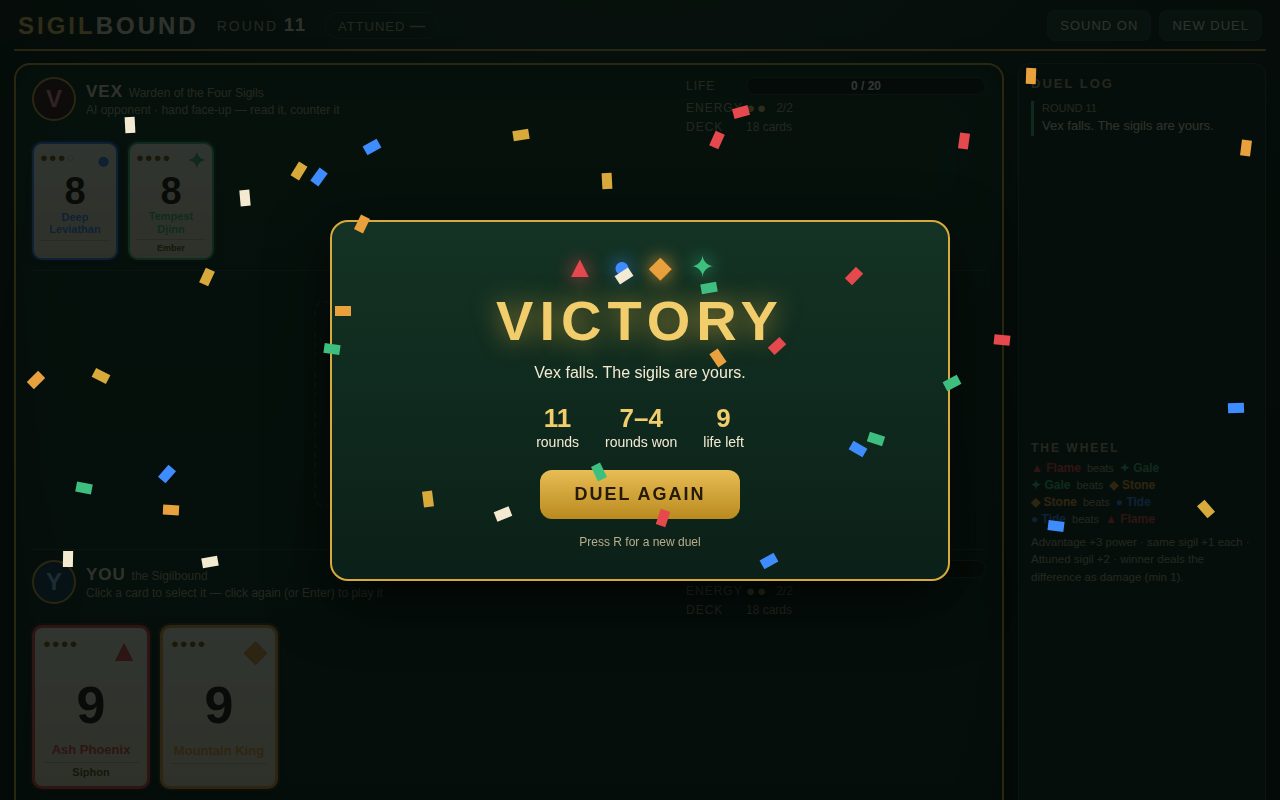 SIGILBOUND ROUND 11 ATTUNED — SOUND ON NEW DUEL
V VEX Warden of the Four Sigils
AI opponent · hand face-up — read it, counter it
LIFE 0 / 20
ENERGY 2/2
DECK 18 cards
8
Deep
Leviathan
8
Tempest
Djinn
Ember
DUEL LOG
ROUND 11
Vex falls. The sigils are yours.
VICTORY
Vex falls. The sigils are yours.
11 7–4 9
rounds rounds won life left
DUEL AGAIN
Press R for a new duel
THE WHEEL
▲ Flame beats ✦ Gale
✦ Gale beats ◆ Stone
◆ Stone beats ● Tide
● Tide beats ▲ Flame
Advantage +3 power · same sigil +1 each ·
Attuned sigil +2 · winner deals the
difference as damage (min 1).
Y YOU the Sigilbound
Click a card to select it — click again (or Enter) to play it
ENERGY 2/2
DECK 18 cards
9
Ash Phoenix
Siphon
9
Mountain King